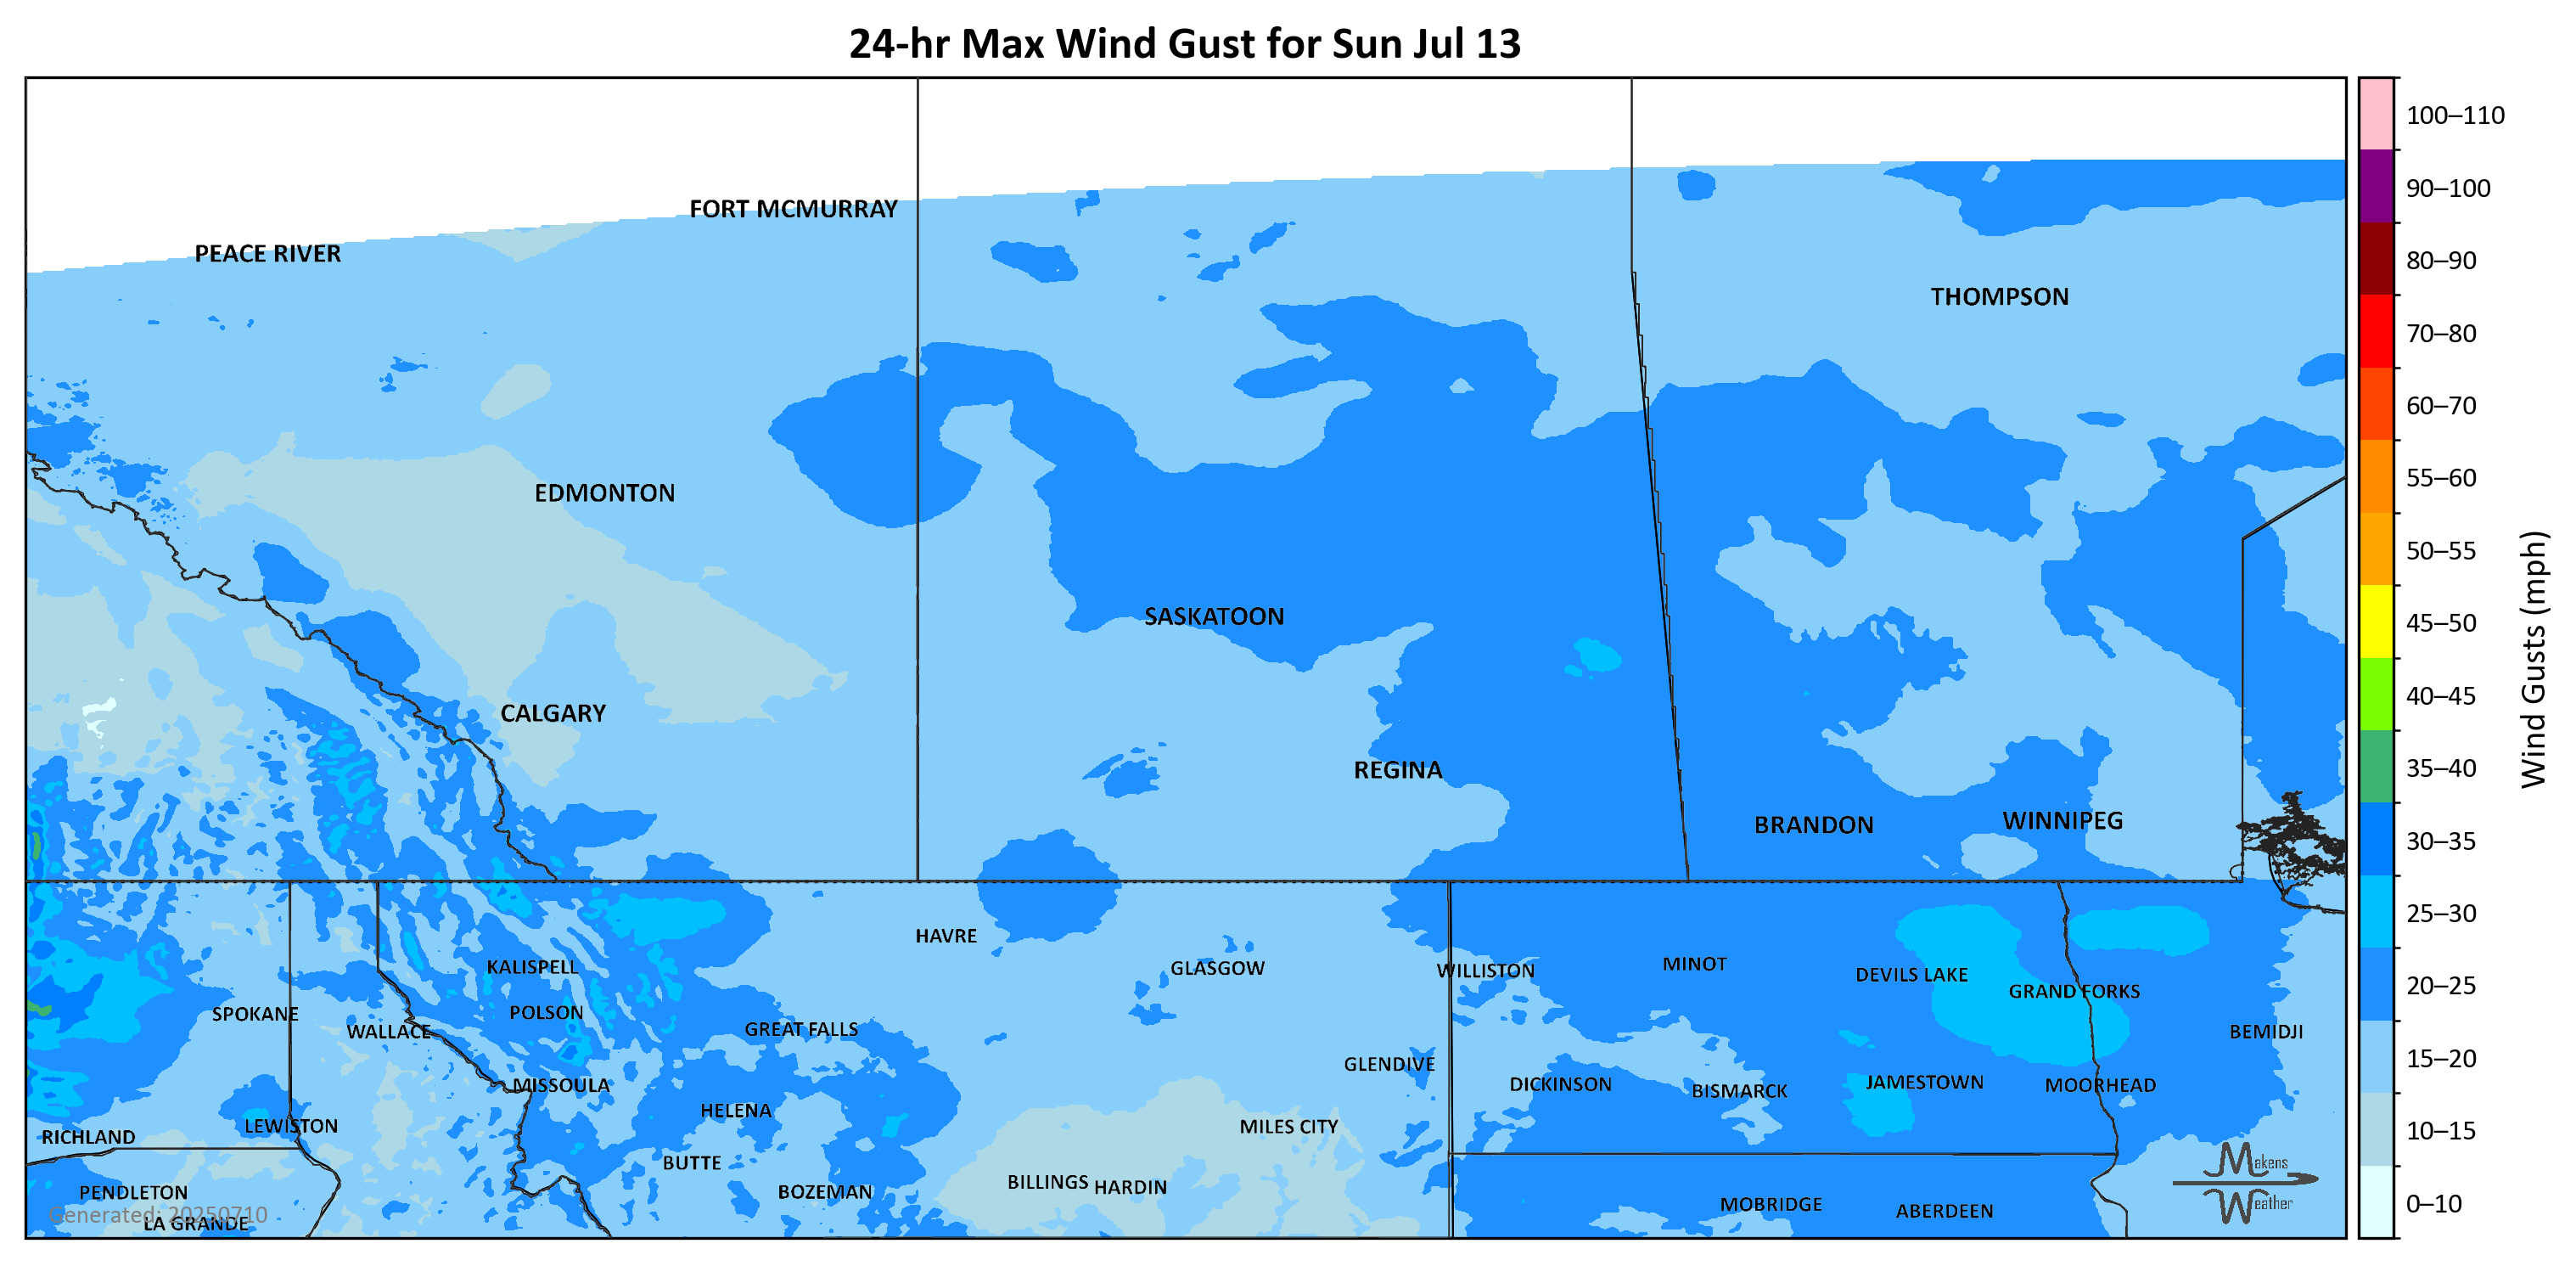 24-hr Max Wind Gust for Sun Jul 13
100–110
FORT MCMURRAY
90–100
PEACE RIVER
80–90
THOMPSON
70–80
60–70
55–60
EDMONTON
50–55
SASKATOON
45–50
Wind Gusts (mph)
40–45
CALGARY
35–40
REGINA
BRANDON
WINNIPEG
30–35
25–30
HAVRE
KALISPELL
GLASGOW
WILLISTON
MINOT
DEVILS LAKE
20–25
GRAND FORKS
SPOKANE
POLSON
WALLACE
GREAT FALLS
BEMIDJI
15–20
GLENDIVE
MISSOULA
DICKINSON
BISMARCK
JAMESTOWN
MOORHEAD
HELENA
LEWISTON
MILES CITY
RICHLAND
10–15
BUTTE
Makens
Weather
PENDLETON
BOZEMAN
BILLINGS
HARDIN
MOBRIDGE
ABERDEEN
0–10
Generated: 20250710
LA GRANDE